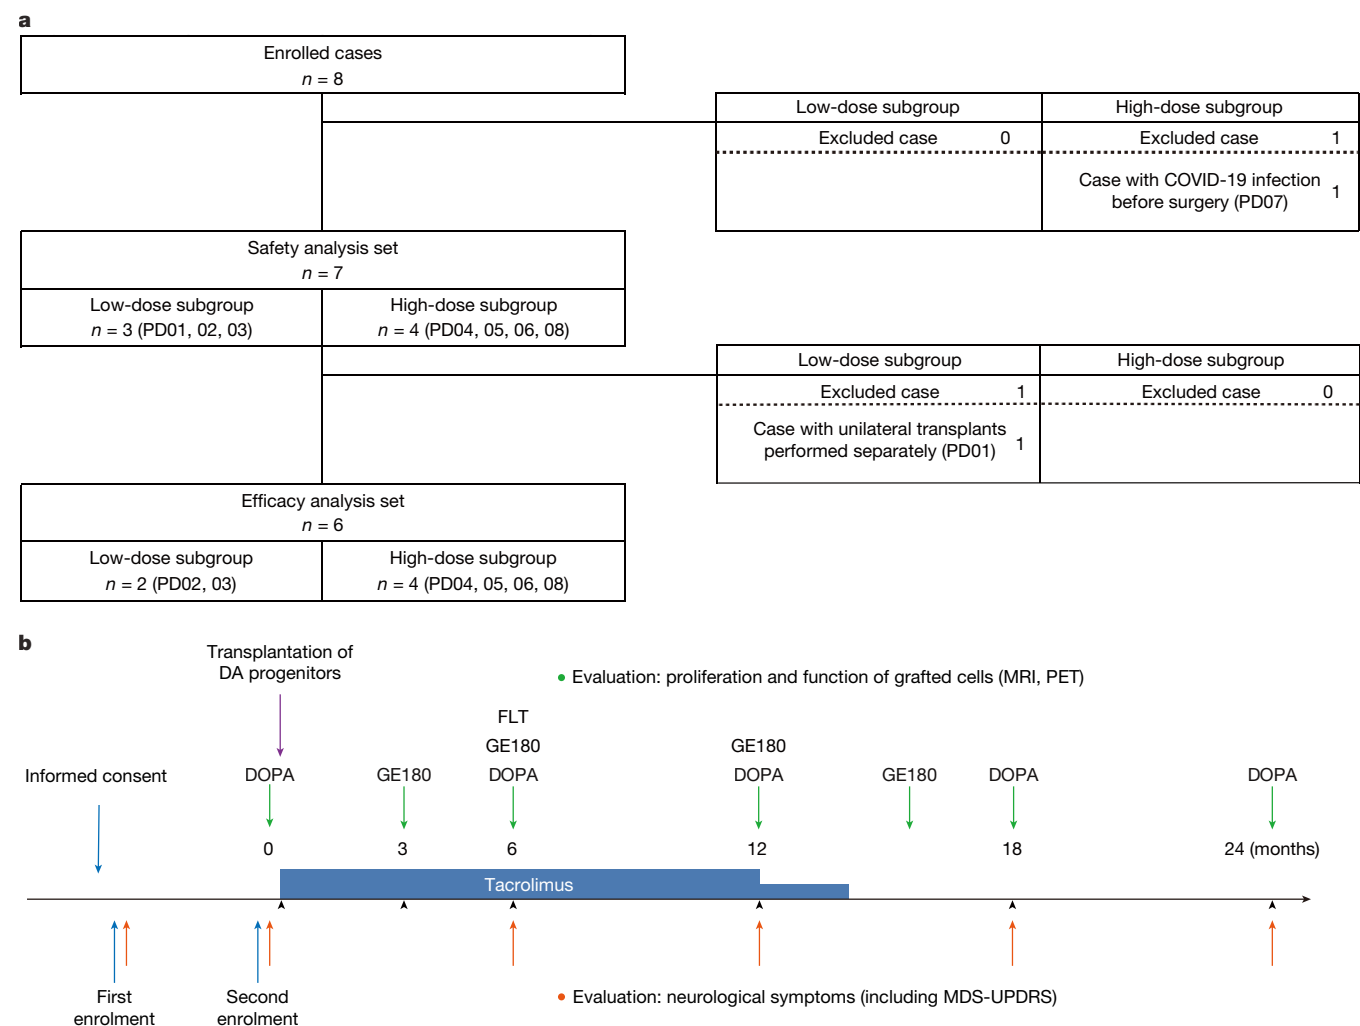 a
Enrolled cases
n = 8
Low-dose subgroup
High-dose subgroup
Excluded case 0
Excluded case 1
Case with COVID-19 infection
before surgery (PD07)
1
Safety analysis set
n = 7
Low-dose subgroup
n = 3 (PD01, 02, 03)
High-dose subgroup
n = 4 (PD04, 05, 06, 08)
Low-dose subgroup
High-dose subgroup
Excluded case 1
Excluded case 0
Case with unilateral transplants
performed separately (PD01)
1
Efficacy analysis set
n = 6
Low-dose subgroup
n = 2 (PD02, 03)
High-dose subgroup
n = 4 (PD04, 05, 06, 08)
b
Transplantation of
DA progenitors
Evaluation: proliferation and function of grafted cells (MRI, PET)
FLT
GE180
GE180
Informed consent
DOPA
GE180
DOPA
DOPA
GE180
DOPA
DOPA
0
3
6
12
18
24 (months)
Tacrolimus
First
enrolment
Second
enrolment
Evaluation: neurological symptoms (including MDS-UPDRS)